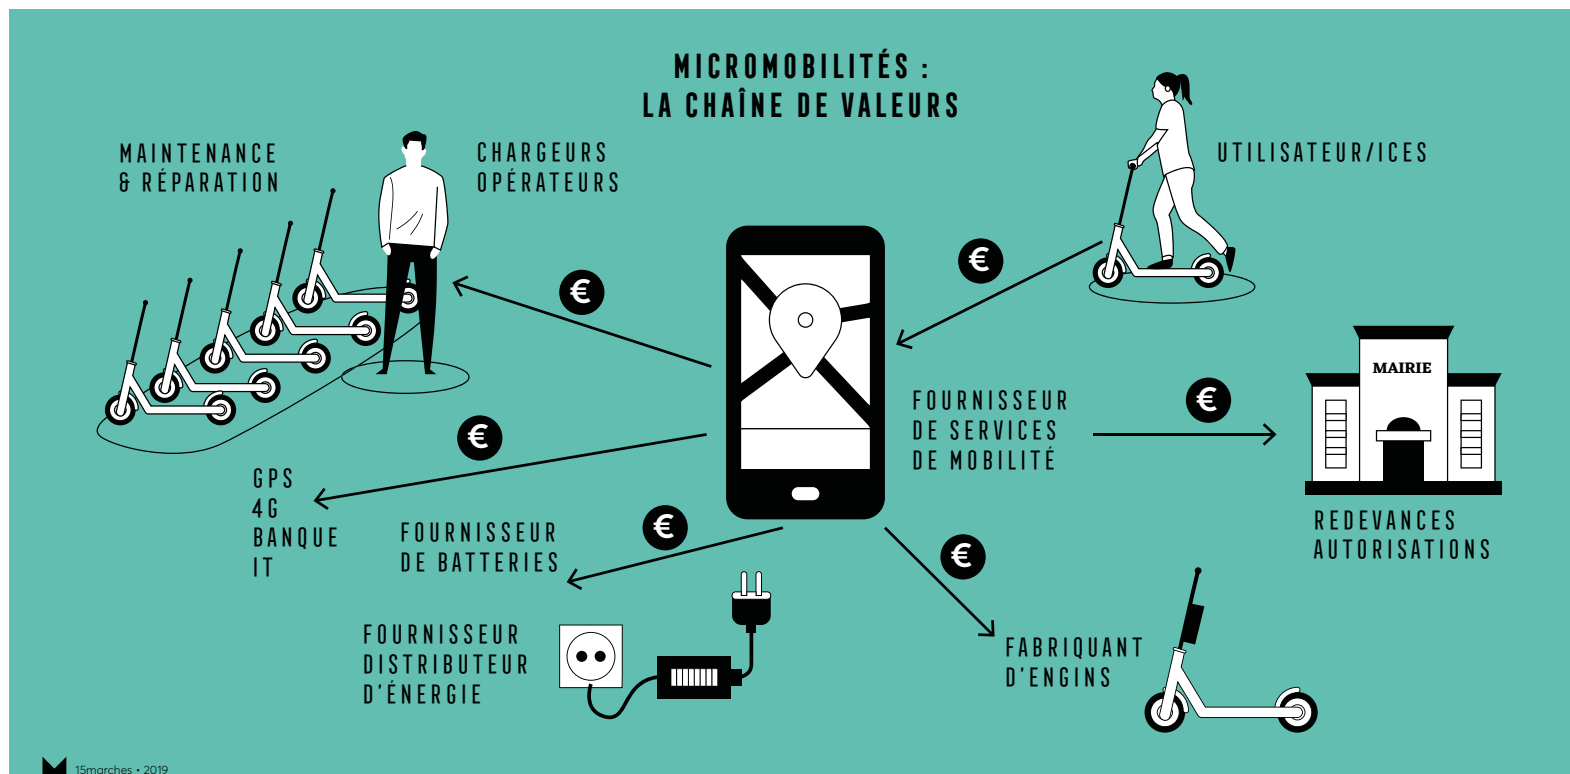 MICROMOBILITÉS :
LA CHAÎNE DE VALEURS
MAINTENANCE
& RÉPARATION
CHARGEURS
OPÉRATEURS
UTILISATEUR/ICES
€
€
MAIRIE
€
FOURNISSEUR
DE SERVICES
DE MOBILITÉ
€
GPS
4G
BANQUE
IT
REDEVANCES
AUTORISATIONS
FOURNISSEUR
DE BATTERIES
€
€
FOURNISSEUR
DISTRIBUTEUR
D'ÉNERGIE
FABRIQUANT
D'ENGINS
15marches • 2019